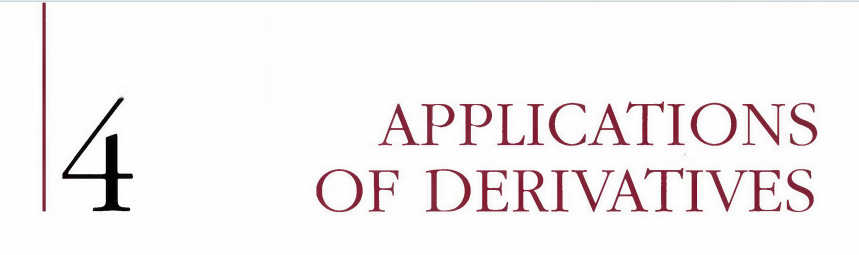 4
APPLICATIONS
OF DERIVATIVES